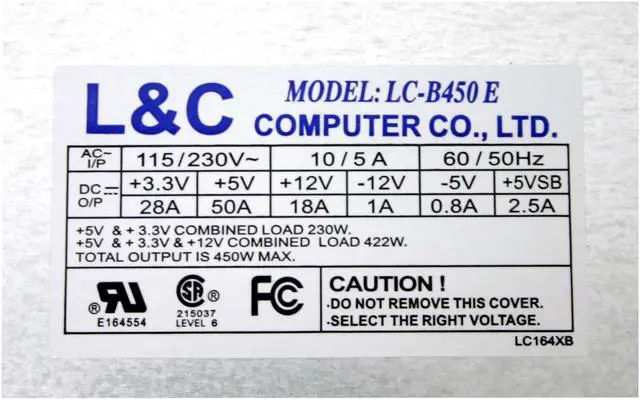 L&C MODEL: LC-B450 E
COMPUTER CO., LTD.
AC~ I/P 115/230V~ 10/5A 60/50Hz
DC O/P +3.3V +5V +12V -12V -5V +5VSB
28A 50A 18A 1A 0.8A 2.5A
+5V & +3.3V COMBINED LOAD 230W.
+5V & +3.3V & +12V COMBINED LOAD 422W.
TOTAL OUTPUT IS 450W MAX.
CAUTION !
·DO NOT REMOVE THIS COVER.
·SELECT THE RIGHT VOLTAGE.
RU ®
E164554
SA ®
215037
LEVEL 6
FC
LC164XB